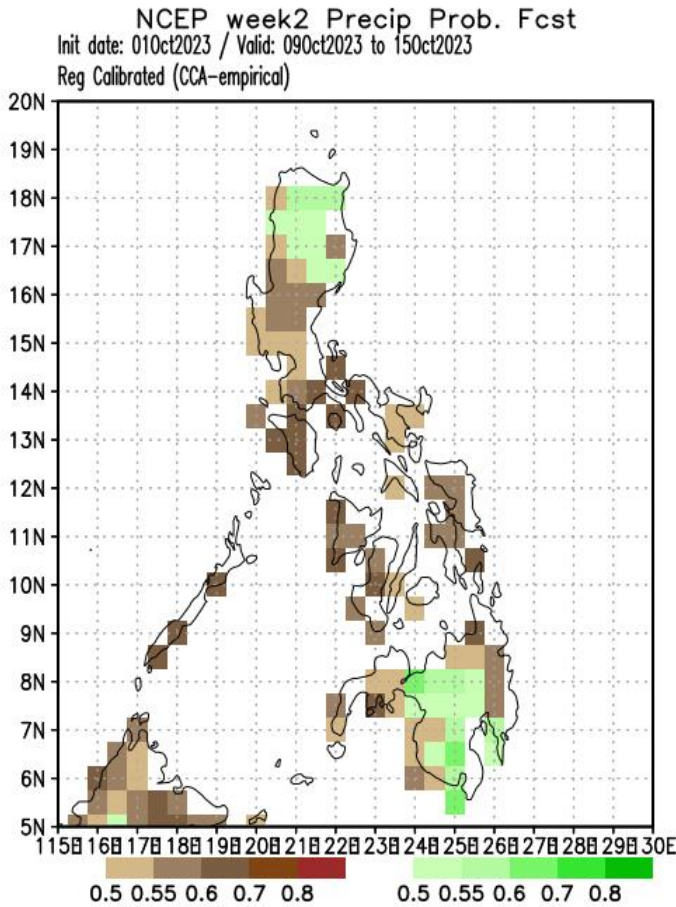 NCEP week2 Precip Prob. Fcst
Init date: 01Oct2023 / Valid: 09Oct2023 to 15Oct2023
Reg Calibrated (CCA-empirical)
20N
19N
18N
17N
16N
15N
14N
13N
12N
11N
10N
9N
8N
7N
6N
5N
115E 116E 117E 118E 119E 120E 121E 122E 123E 124E 125E 126E 127E 128E 129E 130E
0.5 0.55 0.6 0.7 0.8 0.5 0.55 0.6 0.7 0.8